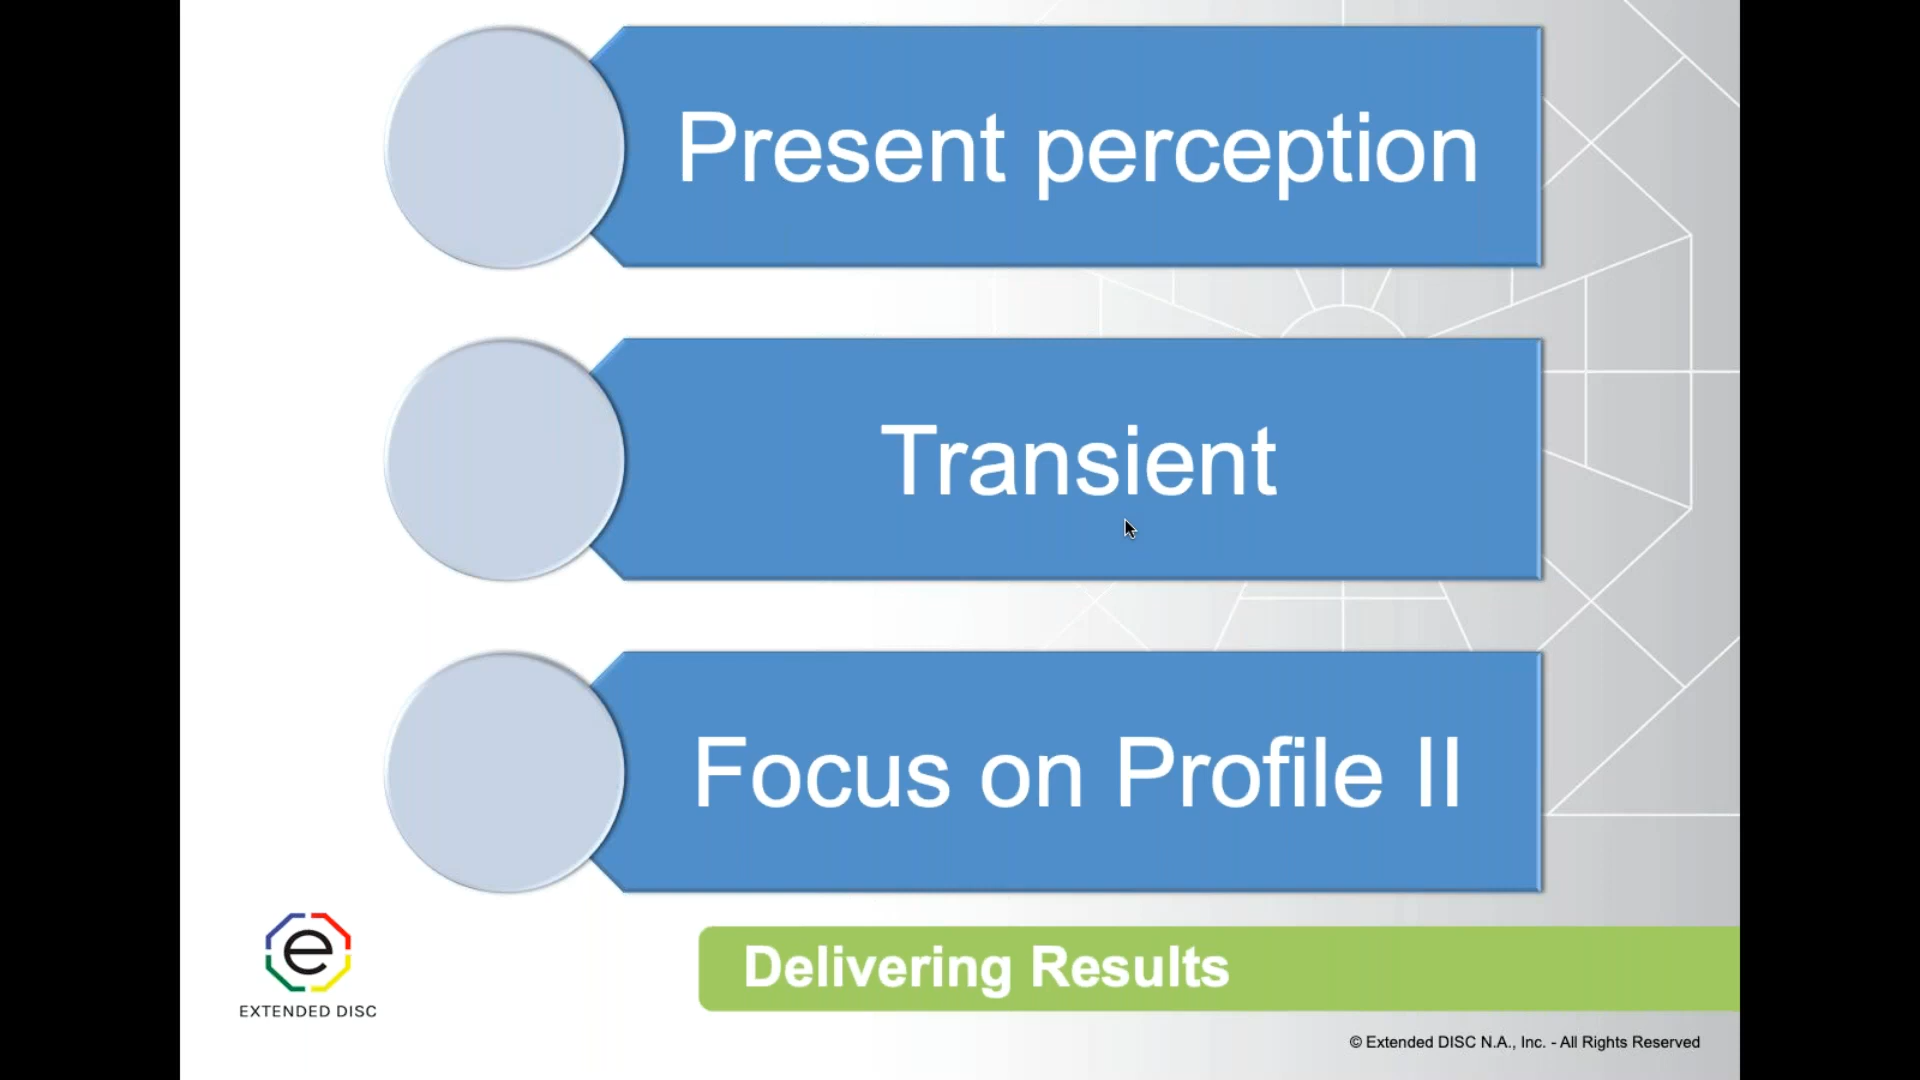 Present perception
Transient
Focus on Profile II
Delivering Results
e
EXTENDED DISC
© Extended DISC N.A., Inc. - All Rights Reserved